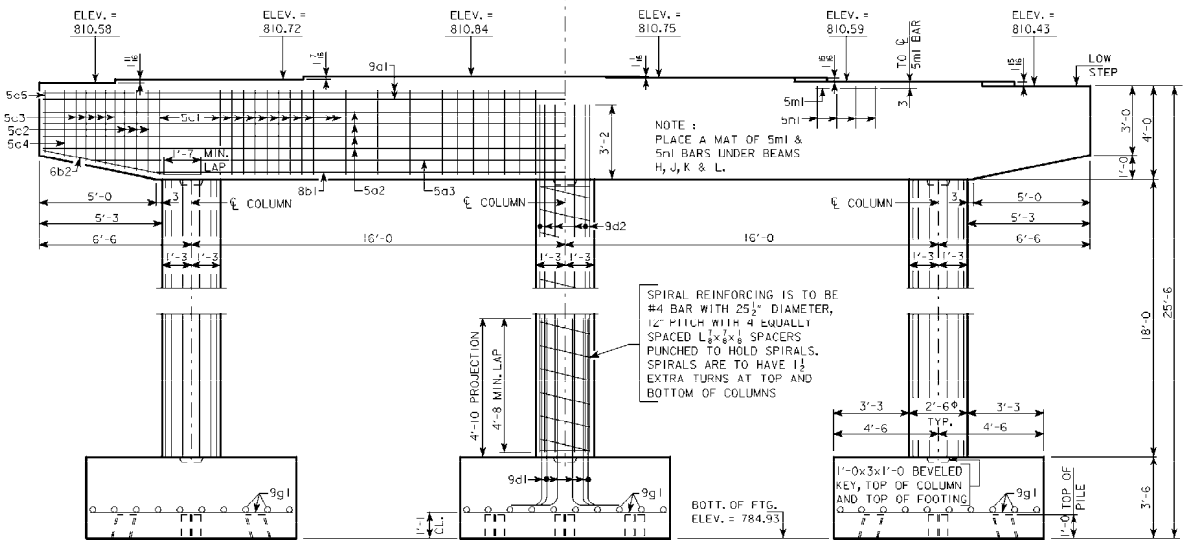 ELEV. =
810.58
ELEV. =
810.72
ELEV. =
810.84
ELEV. =
810.75
ELEV. =
810.59
ELEV. =
810.43
TO ℄
5m1 BAR
3
LOW
STEP
9a1
5c5
5c3
5c2
5c4
6b2
5c1
1'-7 MIN.
LAP
8b1
5a2
5a3
3'-2
5m1
5n1
NOTE :
PLACE A MAT OF 5m1 &
5n1 BARS UNDER BEAMS
H, J, K & L.
3'-0
1'-0
4'-0
5'-0
3
℄ COLUMN
℄ COLUMN
℄ COLUMN
3
5'-0
5'-3
9d2
5'-3
6'-6
16'-0
16'-0
6'-6
1'-3
1'-3
1'-3
1'-3
1'-3
1'-3
SPIRAL REINFORCING IS TO BE
#4 BAR WITH 25½" DIAMETER,
12" PITCH WITH 4 EQUALLY
SPACED L⅞x⅞x⅛ SPACERS
PUNCHED TO HOLD SPIRALS.
SPIRALS ARE TO HAVE 1½
EXTRA TURNS AT TOP AND
BOTTOM OF COLUMNS
4'-10 PROJECTION
4'-8 MIN. LAP
18'-0
25'-6
3'-3
2'-6 Φ
3'-3
TYP.
4'-6
4'-6
1'-0x3x1'-0 BEVELED
KEY, TOP OF COLUMN
AND TOP OF FOOTING
9g1
9d1
9g1
9g1
1'-1
CL.
BOTT. OF FTG.
ELEV. = 784.93
1'-0 TOP OF
PILE
3'-6